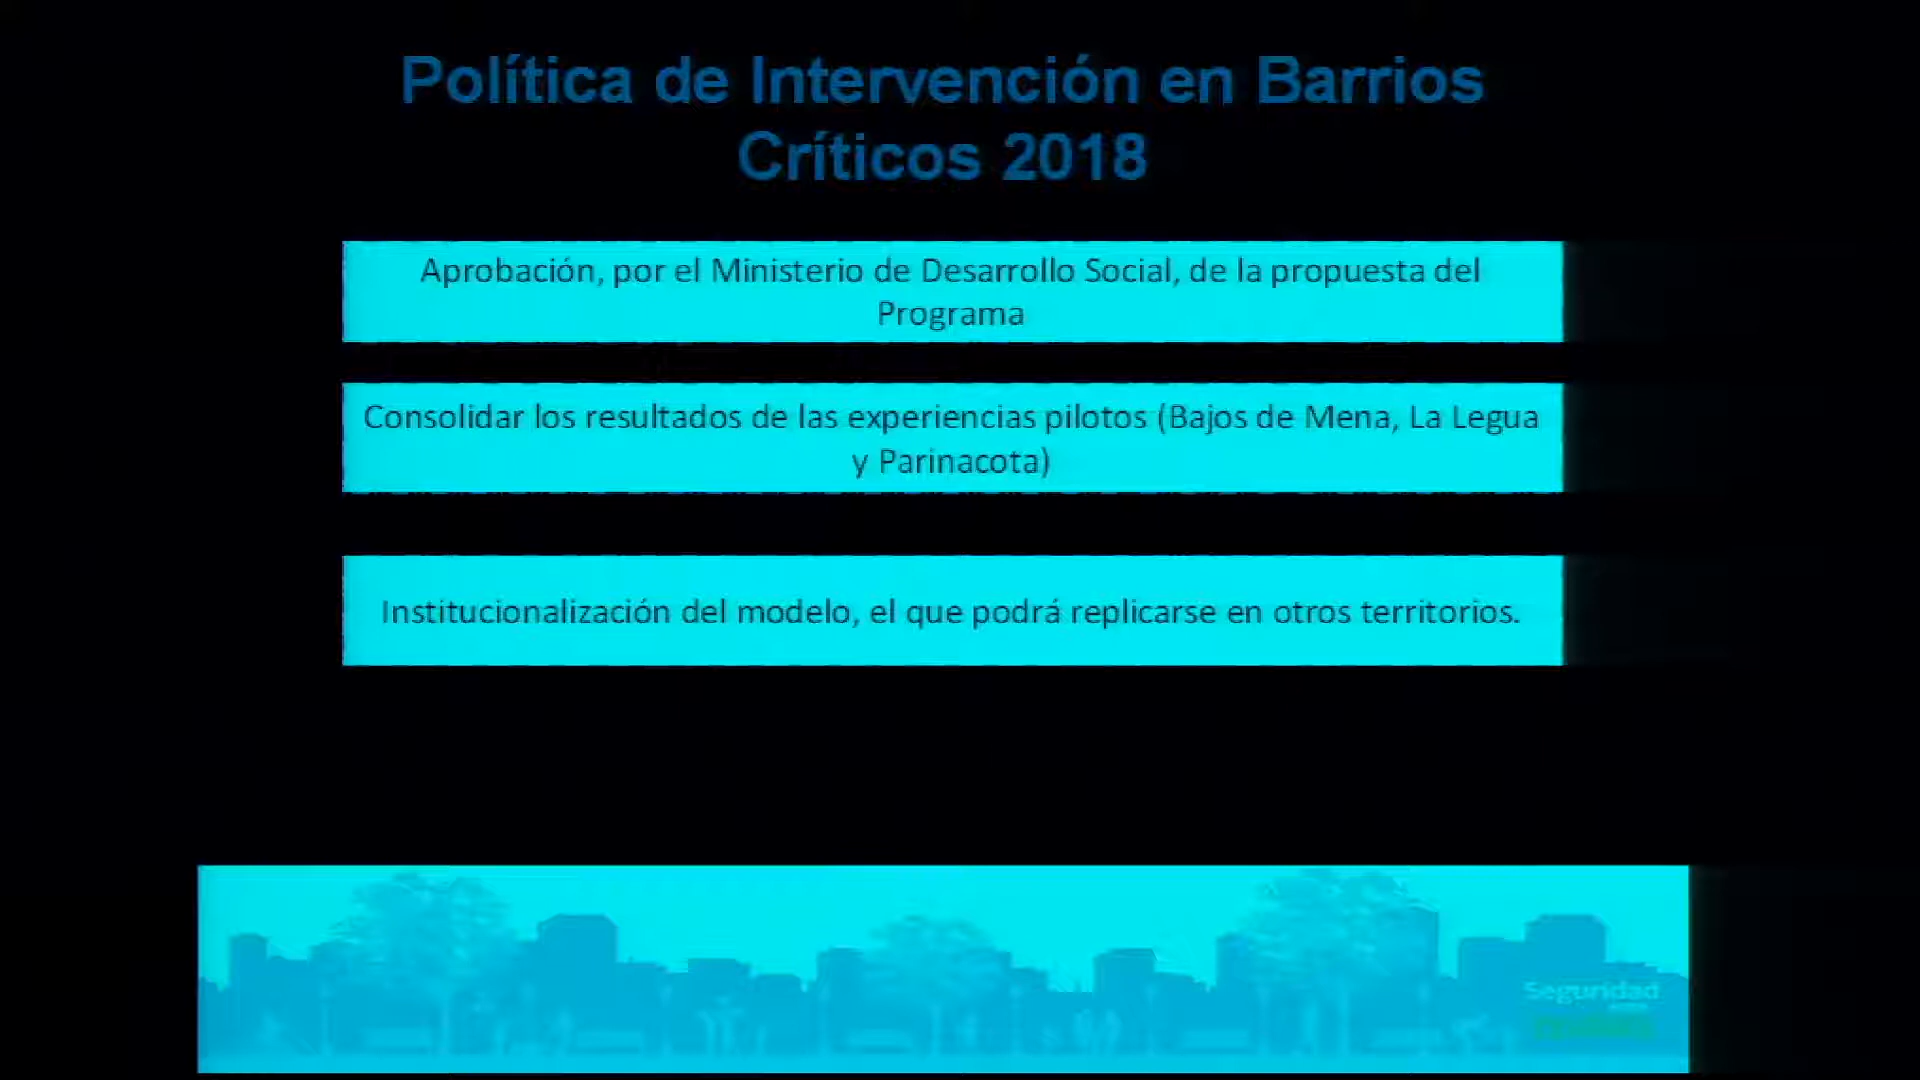 Política de Intervención en Barrios
Críticos 2018
Aprobación, por el Ministerio de Desarrollo Social, de la propuesta del
Programa
Consolidar los resultados de las experiencias pilotos (Bajos de Mena, La Legua
y Parinacota)
Institucionalización del modelo, el que podrá replicarse en otros territorios.
Seguridad